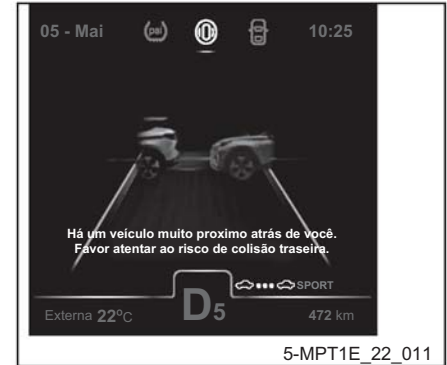 05 - Mai (psi) 10:25
Há um veículo muito proximo atrás de você.
Favor atentar ao risco de colisão traseira.
SPORT
Externa 22°C D5 472 km
5-MPT1E_22_011